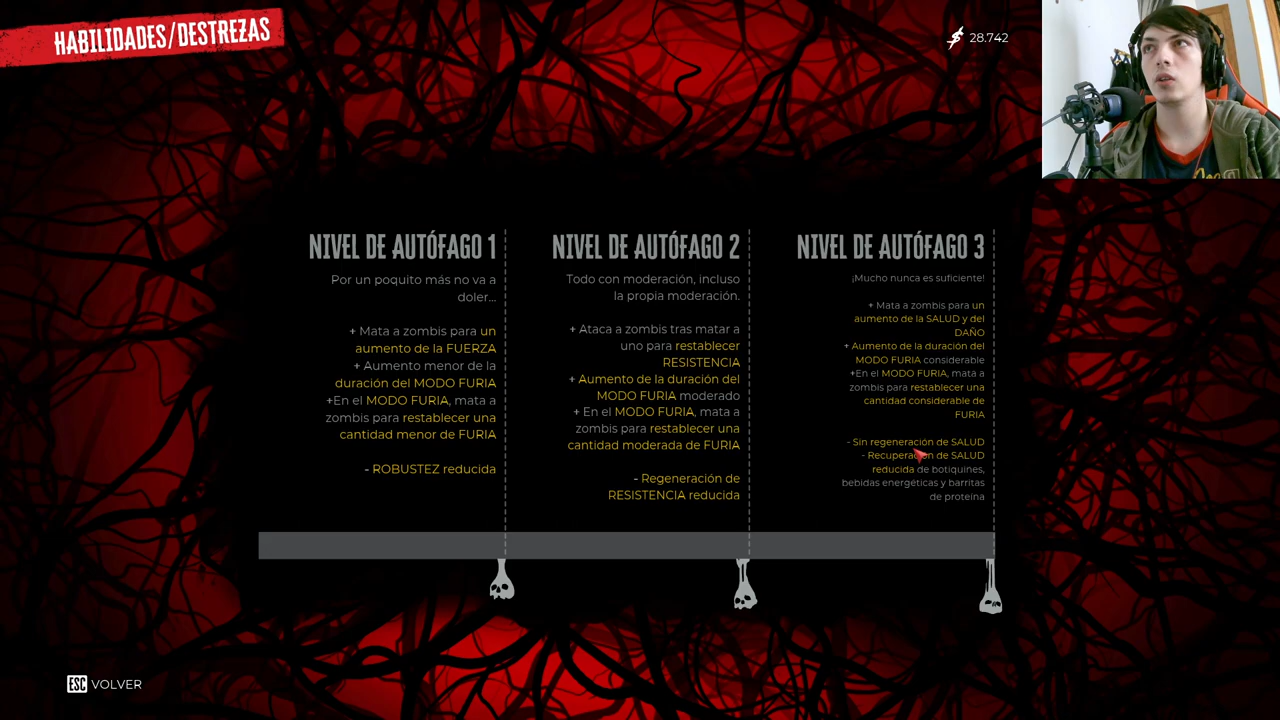 HABILIDADES/DESTREZAS
28.742
NIVEL DE AUTÓFAGO 1
Por un poquito más no va a
doler...
+ Mata a zombis para un
aumento de la FUERZA
+ Aumento menor de la
duración del MODO FURIA
+En el MODO FURIA, mata a
zombis para restablecer una
cantidad menor de FURIA
- ROBUSTEZ reducida
NIVEL DE AUTÓFAGO 2
Todo con moderación, incluso
la propia moderación.
+ Ataca a zombis tras matar a
uno para restablecer
RESISTENCIA
+ Aumento de la duración del
MODO FURIA moderado
+ En el MODO FURIA, mata a
zombis para restablecer una
cantidad moderada de FURIA
- Regeneración de
RESISTENCIA reducida
NIVEL DE AUTÓFAGO 3
¡Mucho nunca es suficiente!
+ Mata a zombis para un
aumento de la SALUD y del
DAÑO
+ Aumento de la duración del
MODO FURIA considerable
+En el MODO FURIA, mata a
zombis para restablecer una
cantidad considerable de
FURIA
- Sin regeneración de SALUD
- Recuperación de SALUD
reducida de botiquines,
bebidas energéticas y barritas
de proteína
ESC VOLVER